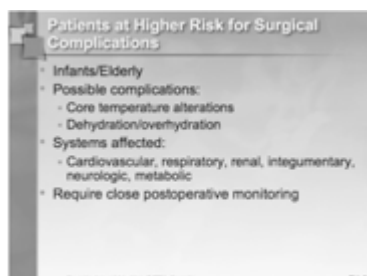 Patients at Higher Risk for Surgical
Complications
Infants/Elderly
Possible complications:
Core temperature alterations
Dehydration/overhydration
Systems affected:
Cardiovascular, respiratory, renal, integumentary,
neurologic, metabolic
Require close postoperative monitoring